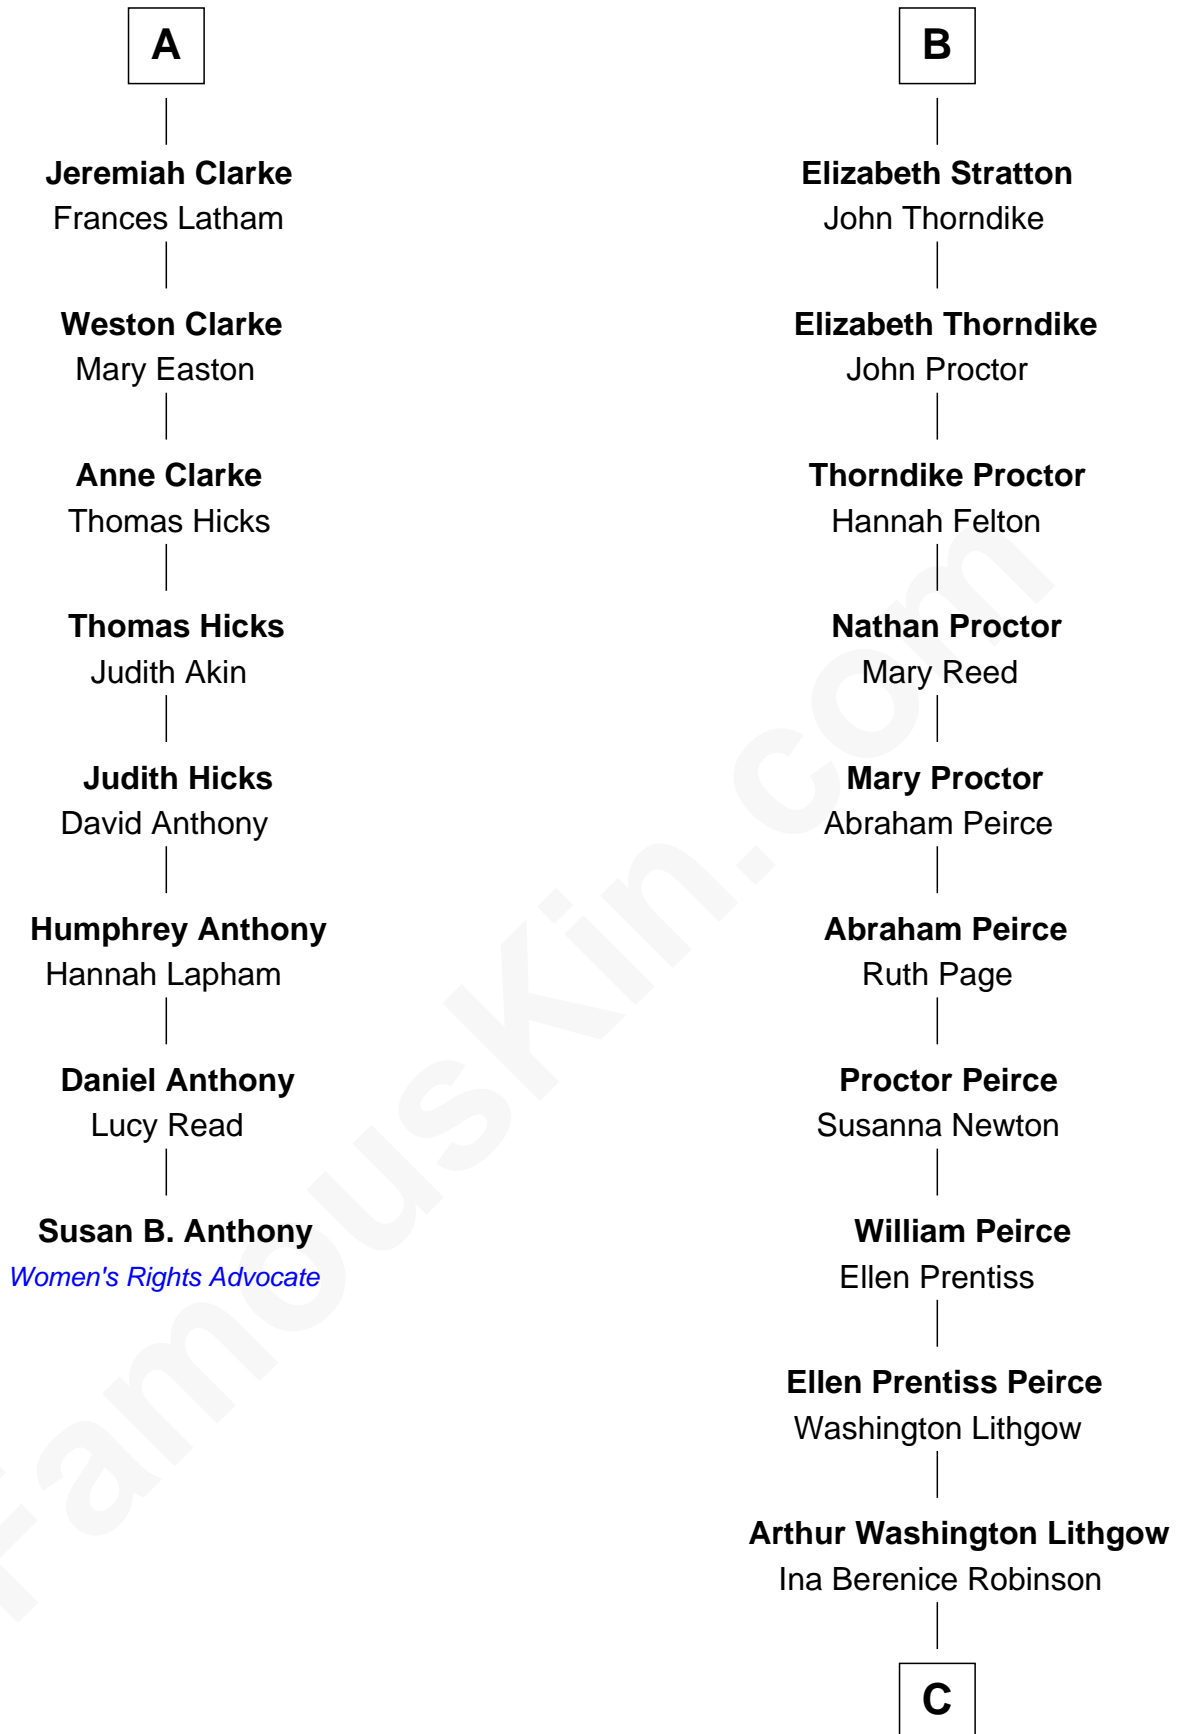 A
Jeremiah Clarke
Frances Latham
Weston Clarke
Mary Easton
Anne Clarke
Thomas Hicks
Thomas Hicks
Judith Akin
Judith Hicks
David Anthony
Humphrey Anthony
Hannah Lapham
Daniel Anthony
Lucy Read
Susan B. Anthony
Women's Rights Advocate
B
Elizabeth Stratton
John Thorndike
Elizabeth Thorndike
John Proctor
Thorndike Proctor
Hannah Felton
Nathan Proctor
Mary Reed
Mary Proctor
Abraham Peirce
Abraham Peirce
Ruth Page
Proctor Peirce
Susanna Newton
William Peirce
Ellen Prentiss
Ellen Prentiss Peirce
Washington Lithgow
Arthur Washington Lithgow
Ina Berenice Robinson
C
FamousKin.com